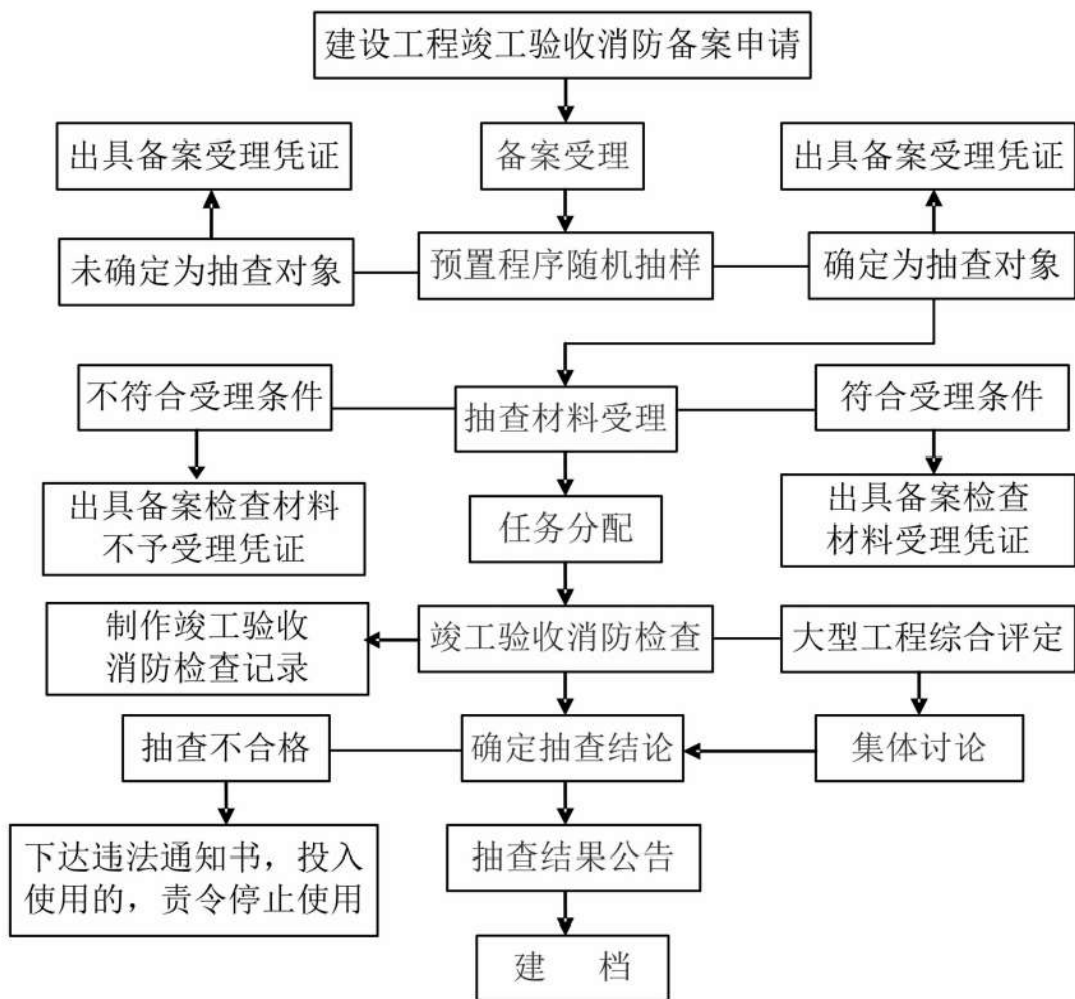 建设工程竣工验收消防备案申请
出具备案受理凭证
备案受理
出具备案受理凭证
未确定为抽查对象
预置程序随机抽样
确定为抽查对象
不符合受理条件
抽查材料受理
符合受理条件
出具备案检查材料
不予受理凭证
任务分配
出具备案检查
材料受理凭证
制作竣工验收
消防检查记录
竣工验收消防检查
大型工程综合评定
抽查不合格
确定抽查结论
集体讨论
下达违法通知书，投入
使用的，责令停止使用
抽查结果公告
建 档